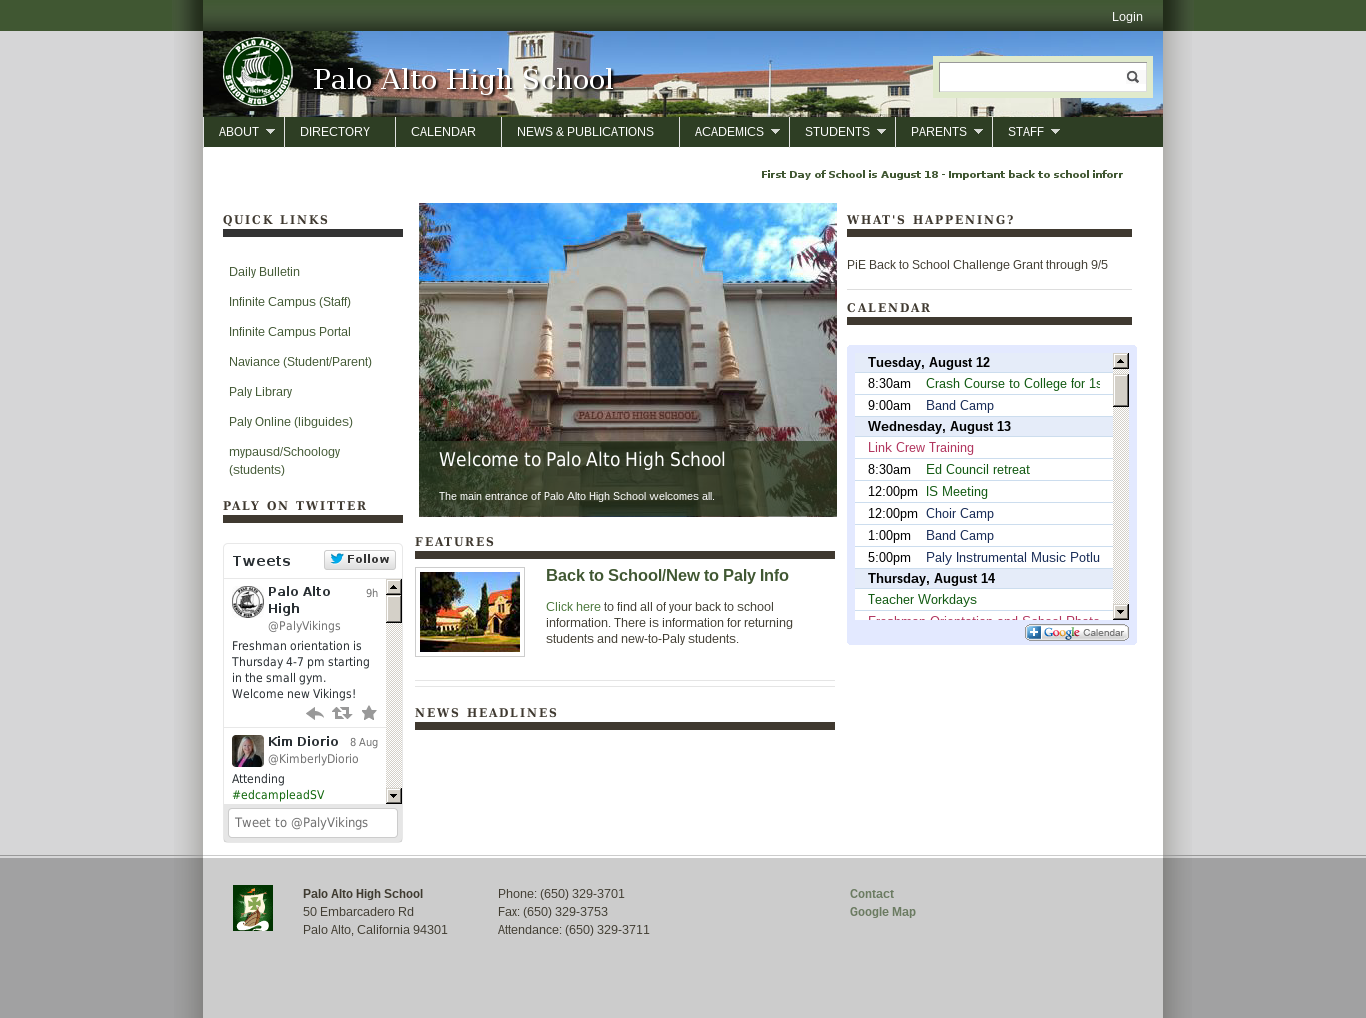 Login
PALO ALTO
Vikings
SENIOR HIGH SCHOOL
Palo Alto High School
ABOUT
DIRECTORY
CALENDAR
NEWS & PUBLICATIONS
ACADEMICS
STUDENTS
PARENTS
STAFF
First Day of School is August 18 - Important back to school inforr
QUICK LINKS
Daily Bulletin
Infinite Campus (Staff)
Infinite Campus Portal
Naviance (Student/Parent)
Paly Library
Paly Online (libguides)
mypausd/Schoology
(students)
PALY ON TWITTER
Tweets
Follow
Palo Alto
High
9h
@PalyVikings
Freshman orientation is
Thursday 4-7 pm starting
in the small gym.
Welcome new Vikings!
Kim Diorio
8 Aug
@KimberlyDiorio
Attending
#edcampleadSV
Tweet to @PalyVikings
PALO ALTO HIGH SCHOOL
Welcome to Palo Alto High School
The main entrance of Palo Alto High School welcomes all.
FEATURES
Back to School/New to Paly Info
Click here to find all of your back to school
information. There is information for returning
students and new-to-Paly students.
NEWS HEADLINES
WHAT'S HAPPENING?
PiE Back to School Challenge Grant through 9/5
CALENDAR
Tuesday, August 12
8:30am Crash Course to College for 1s
9:00am Band Camp
Wednesday, August 13
Link Crew Training
8:30am Ed Council retreat
12:00pm IS Meeting
12:00pm Choir Camp
1:00pm Band Camp
5:00pm Paly Instrumental Music Potlu
Thursday, August 14
Teacher Workdays
Freshman Orientation and School Photo
Google Calendar
Palo Alto High School
50 Embarcadero Rd
Palo Alto, California 94301
Phone: (650) 329-3701
Fax: (650) 329-3753
Attendance: (650) 329-3711
Contact
Google Map